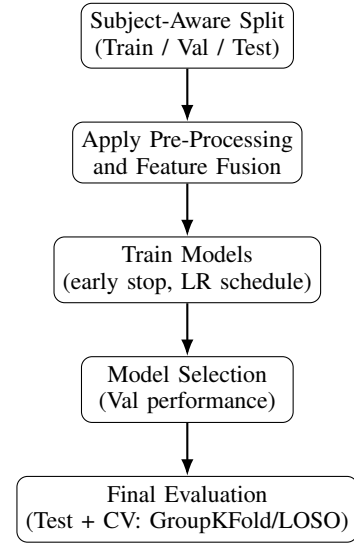 Subject-Aware Split
(Train / Val / Test)
Apply Pre-Processing
and Feature Fusion
Train Models
(early stop, LR schedule)
Model Selection
(Val performance)
Final Evaluation
(Test + CV: GroupKFold/LOSO)